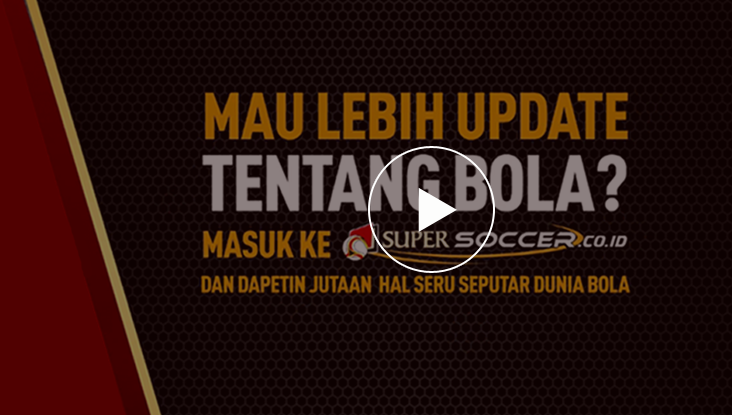 MAU LEBIH UPDATE
TENTANG BOLA?
MASUK KE SUPER SOCCER.CO.ID
DAN DAPETIN JUTAAN HAL SERU SEPUTAR DUNIA BOLA